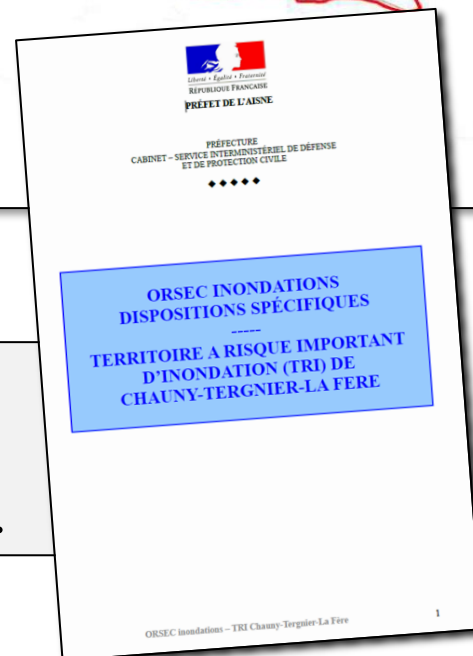 Liberté • Égalité • Fraternité
RÉPUBLIQUE FRANÇAISE
PRÉFET DE L'AISNE
PRÉFECTURE
CABINET – SERVICE INTERMINISTÉRIEL DE DÉFENSE
ET DE PROTECTION CIVILE
ORSEC INONDATIONS
DISPOSITIONS SPÉCIFIQUES
-----
TERRITOIRE A RISQUE IMPORTANT
D'INONDATION (TRI) DE
CHAUNY-TERGNIER-LA FERE
ORSEC inondations – TRI Chauny-Tergnier-La Fère
1